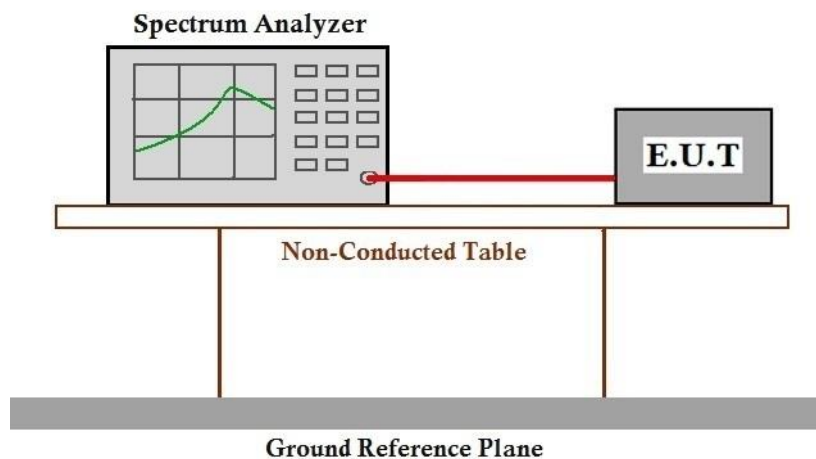 Spectrum Analyzer
E.U.T
Non-Conducted Table
Ground Reference Plane